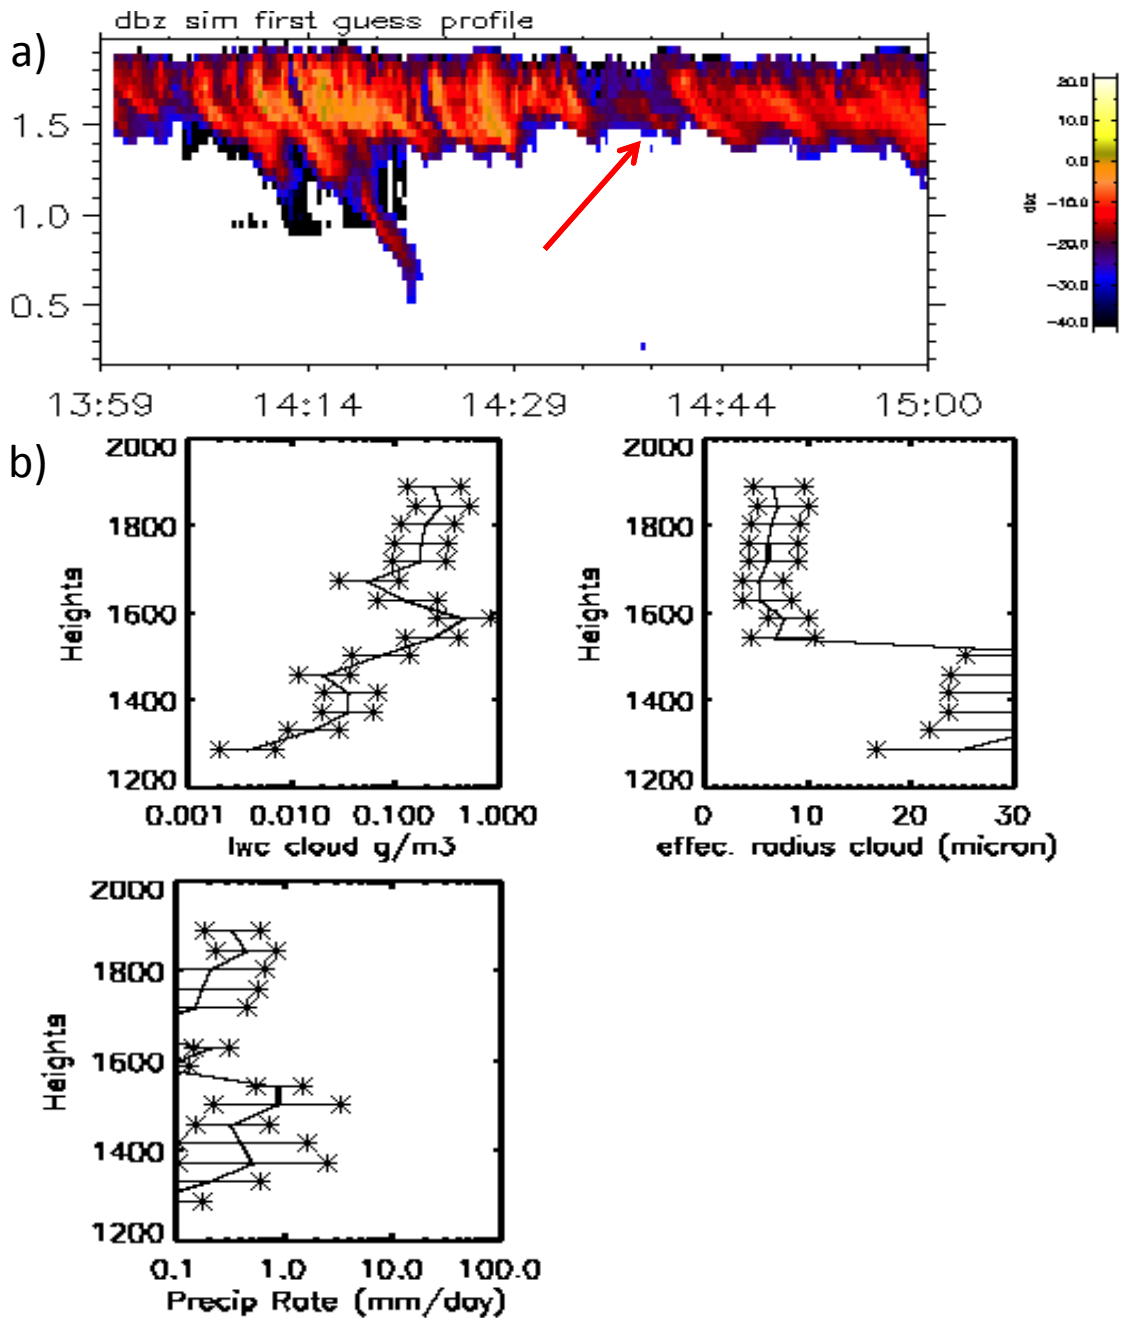 dbz sim first guess profile
a)
1.5
1.0
0.5
13:59 14:14 14:29 14:44 15:00
20.0
10.0
0.0
-10.0
-20.0
-30.0
-40.0
dbz
b)
2000
1800
1600
1400
1200
Heights
0.001 0.010 0.100 1.000
lwc cloud g/m3
2000
1800
1600
1400
1200
Heights
0 10 20 30
effec. radius cloud (micron)
2000
1800
1600
1400
1200
Heights
0.1 1.0 10.0 100.0
Precip Rate (mm/day)